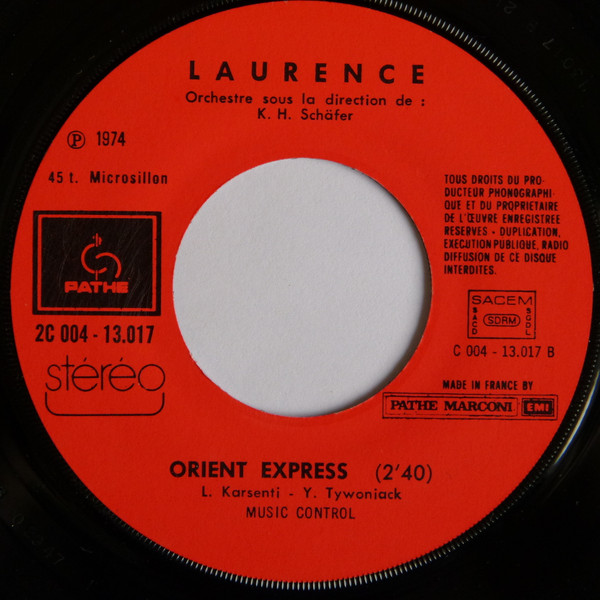 LAURENCE
Orchestre sous la direction de :
K. H. Schäfer
Ⓟ 1974
45 t. Microsillon
TOUS DROITS DU PRO-
DUCTEUR PHONOGRAPHI-
QUE ET DU PROPRIETAIRE
DE L'ŒUVRE ENREGISTREE
RESERVES - DUPLICATION,
EXECUTION PUBLIQUE, RADIO
DIFFUSION DE CE DISQUE
INTERDITES.
PATHE
2C 004 - 13.017
stéréo
SACEM
SACD
SDRM
SGDL
C 004 - 13.017 B
MADE IN FRANCE BY
PATHE MARCONI EMI
ORIENT EXPRESS (2'40)
L. Karsenti - Y. Tywoniack
MUSIC CONTROL